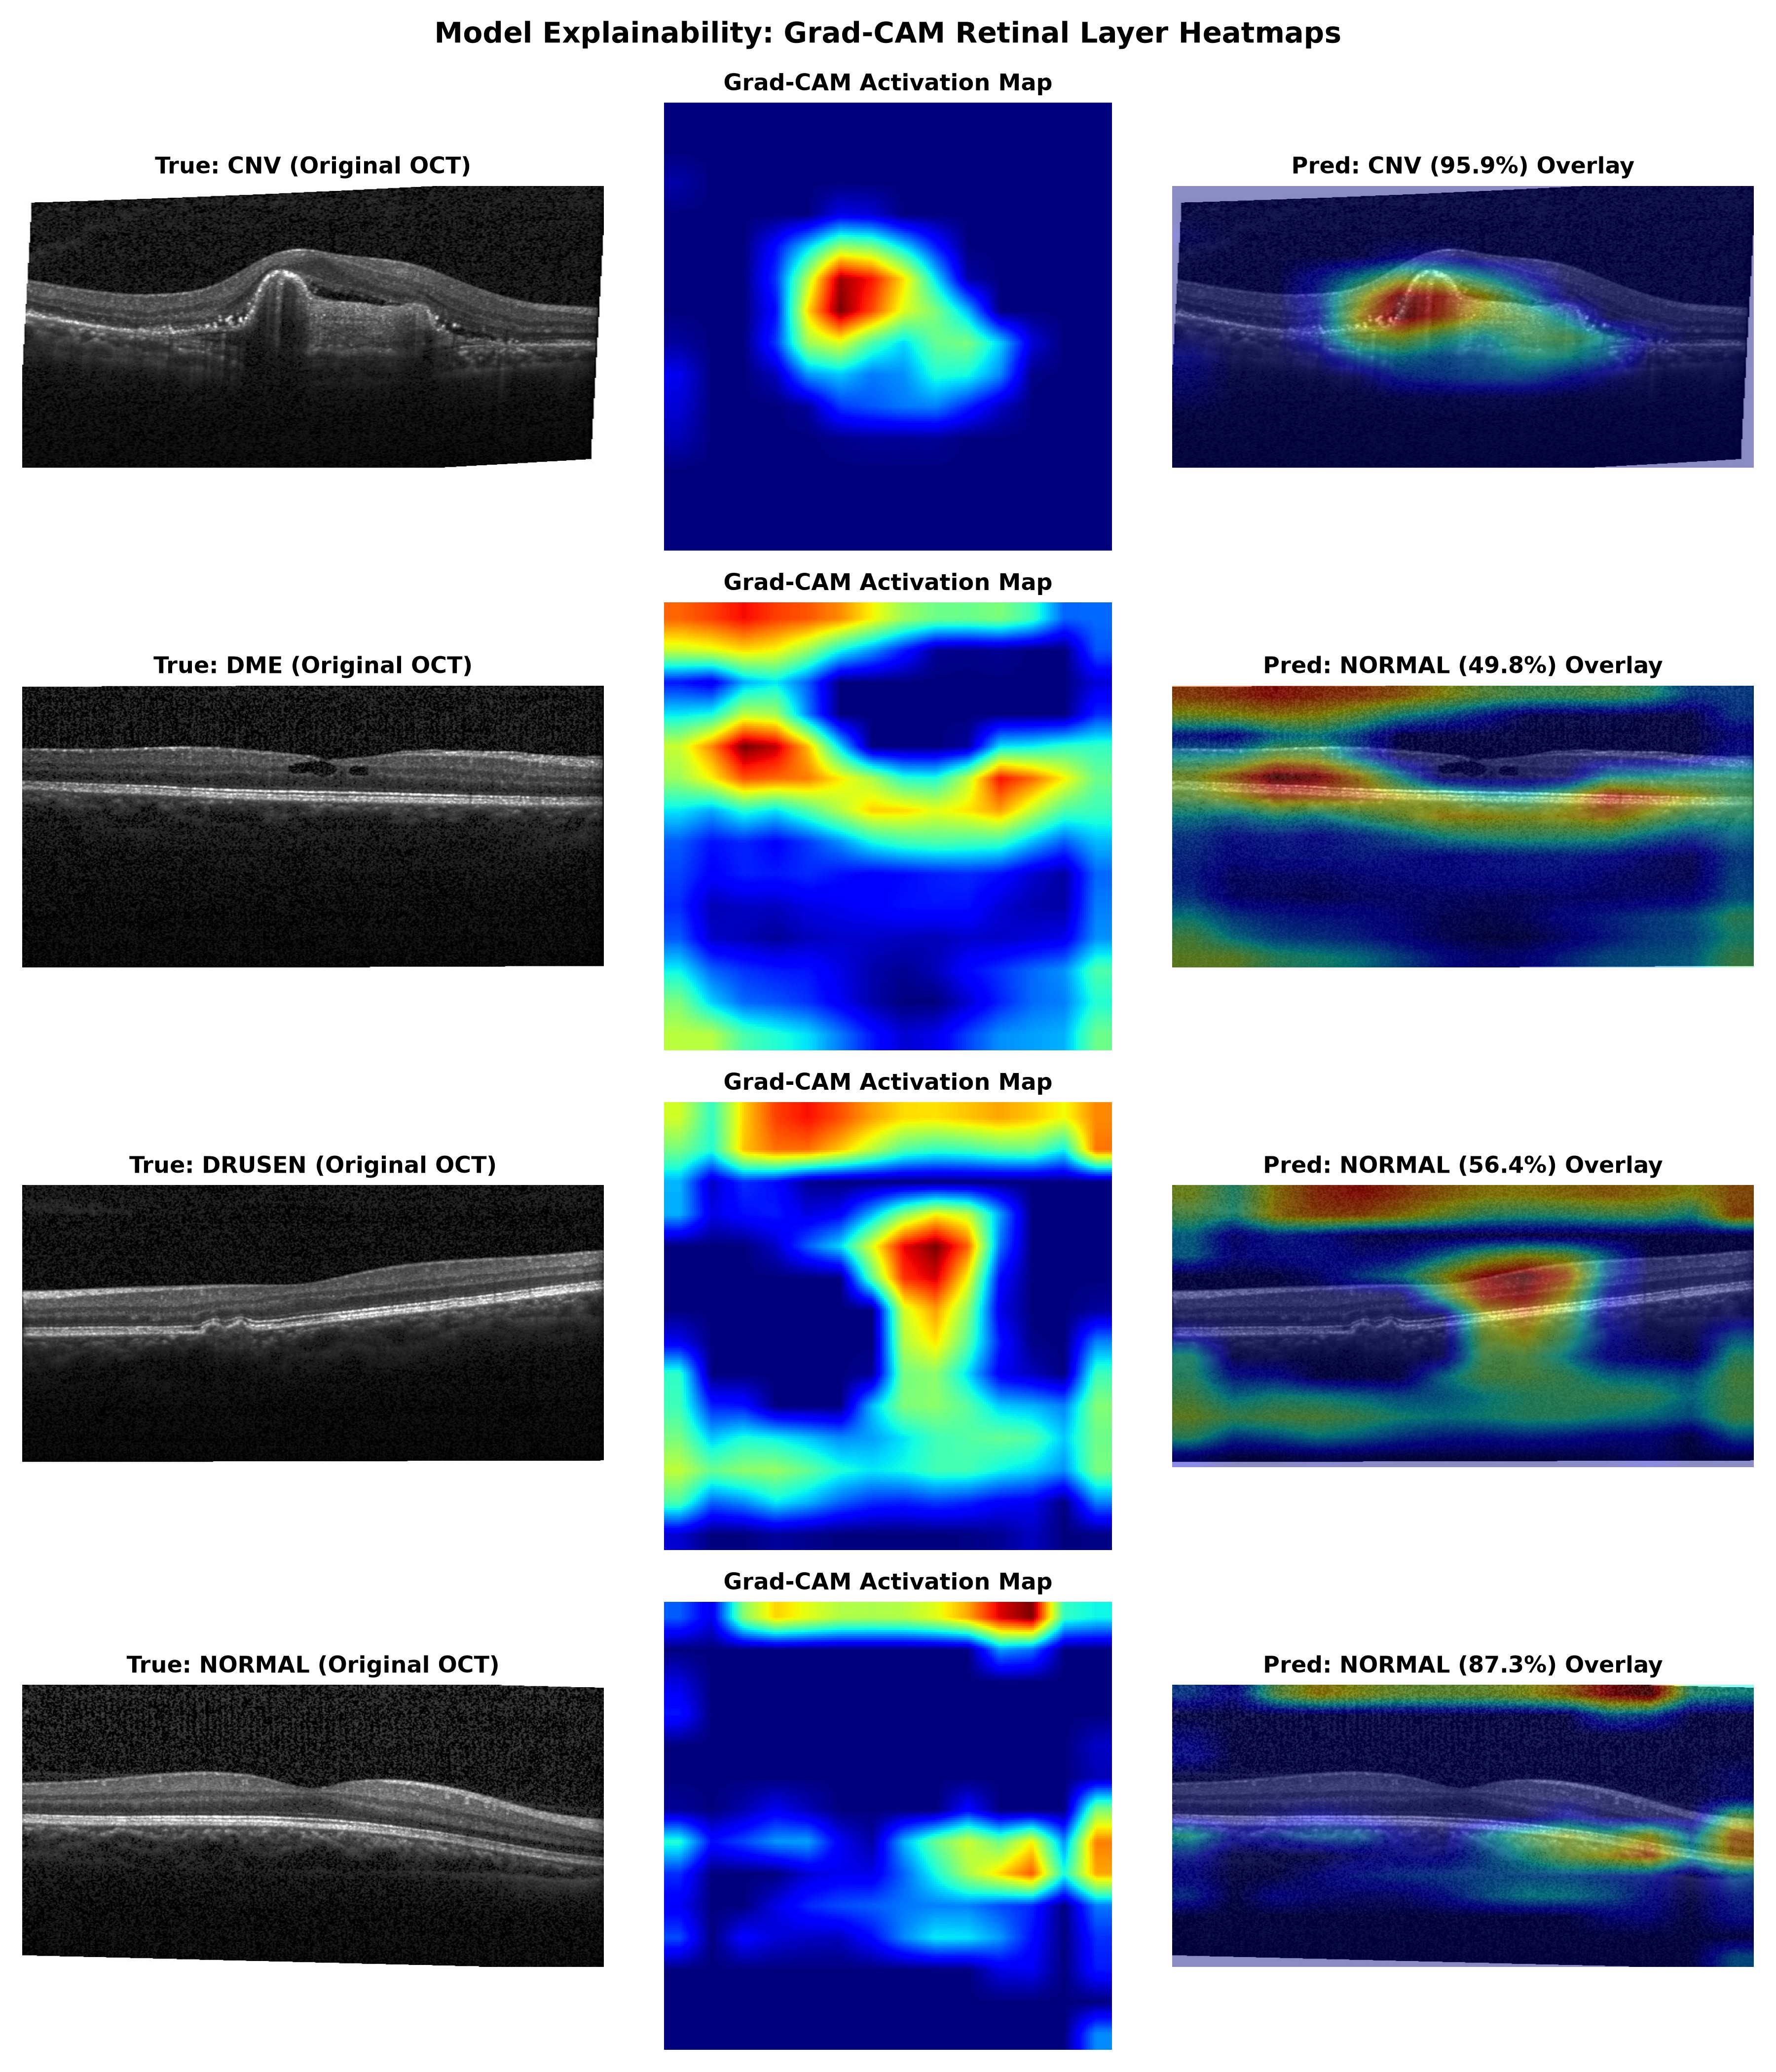 Model Explainability: Grad-CAM Retinal Layer Heatmaps
Grad-CAM Activation Map
True: CNV (Original OCT)
Pred: CNV (95.9%) Overlay
Grad-CAM Activation Map
True: DME (Original OCT)
Pred: NORMAL (49.8%) Overlay
Grad-CAM Activation Map
True: DRUSEN (Original OCT)
Pred: NORMAL (56.4%) Overlay
Grad-CAM Activation Map
True: NORMAL (Original OCT)
Pred: NORMAL (87.3%) Overlay